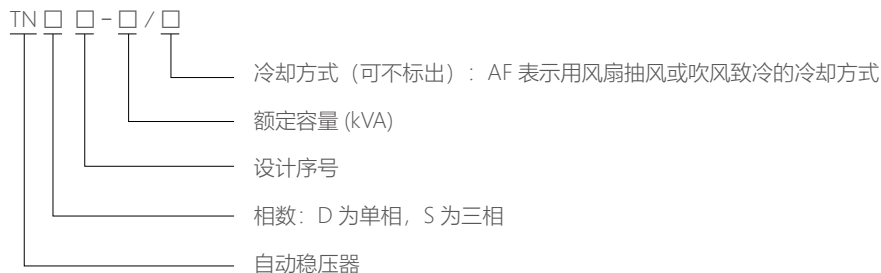 TN□ □-□/□
冷却方式（可不标出）: AF 表示用风扇抽风或吹风致冷的冷却方式
额定容量 (kVA)
设计序号
相数: D 为单相, S 为三相
自动稳压器